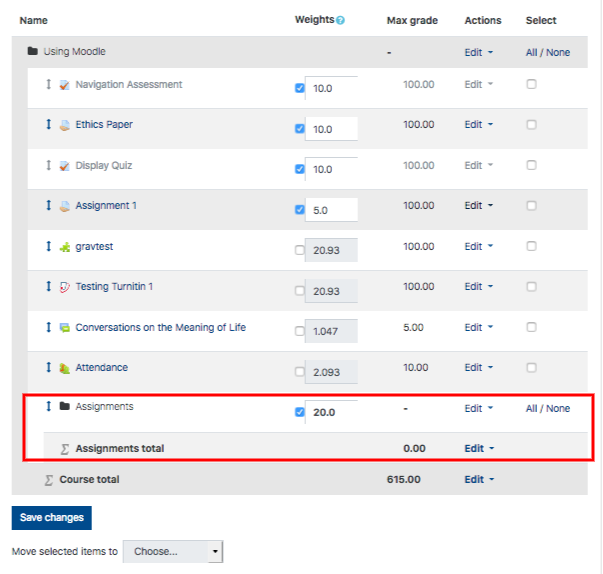 Name Weights Max grade Actions Select
Using Moodle - Edit All / None
Navigation Assessment 10.0 100.00 Edit
Ethics Paper 10.0 100.00 Edit
Display Quiz 10.0 100.00 Edit
Assignment 1 5.0 100.00 Edit
gravtest 20.93 100.00 Edit
Testing Turnitin 1 20.93 100.00 Edit
Conversations on the Meaning of Life 1.047 5.00 Edit
Attendance 2.093 10.00 Edit
Assignments 20.0 - Edit All / None
Σ Assignments total 0.00 Edit
Σ Course total 615.00 Edit
Save changes
Move selected items to Choose...